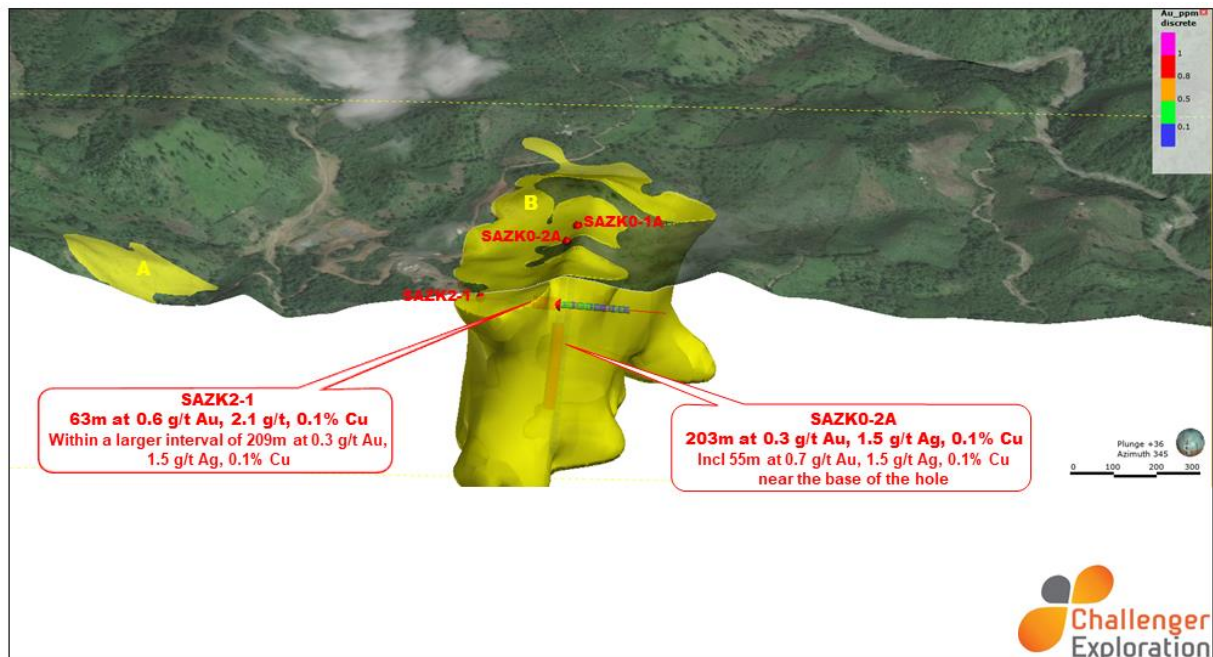 Au_ppm
discrete
1
0.8
0.5
0.1
B
SAZK0-1A
SAZK0-2A
A
SAZK2-1
SAZK2-1
63m at 0.6 g/t Au, 2.1 g/t, 0.1% Cu
Within a larger interval of 209m at 0.3 g/t Au,
1.5 g/t Ag, 0.1% Cu
SAZK0-2A
203m at 0.3 g/t Au, 1.5 g/t Ag, 0.1% Cu
Incl 55m at 0.7 g/t Au, 1.5 g/t Ag, 0.1% Cu
near the base of the hole
Plunge +36
Azimuth 345
0 100 200 300
Challenger
Exploration